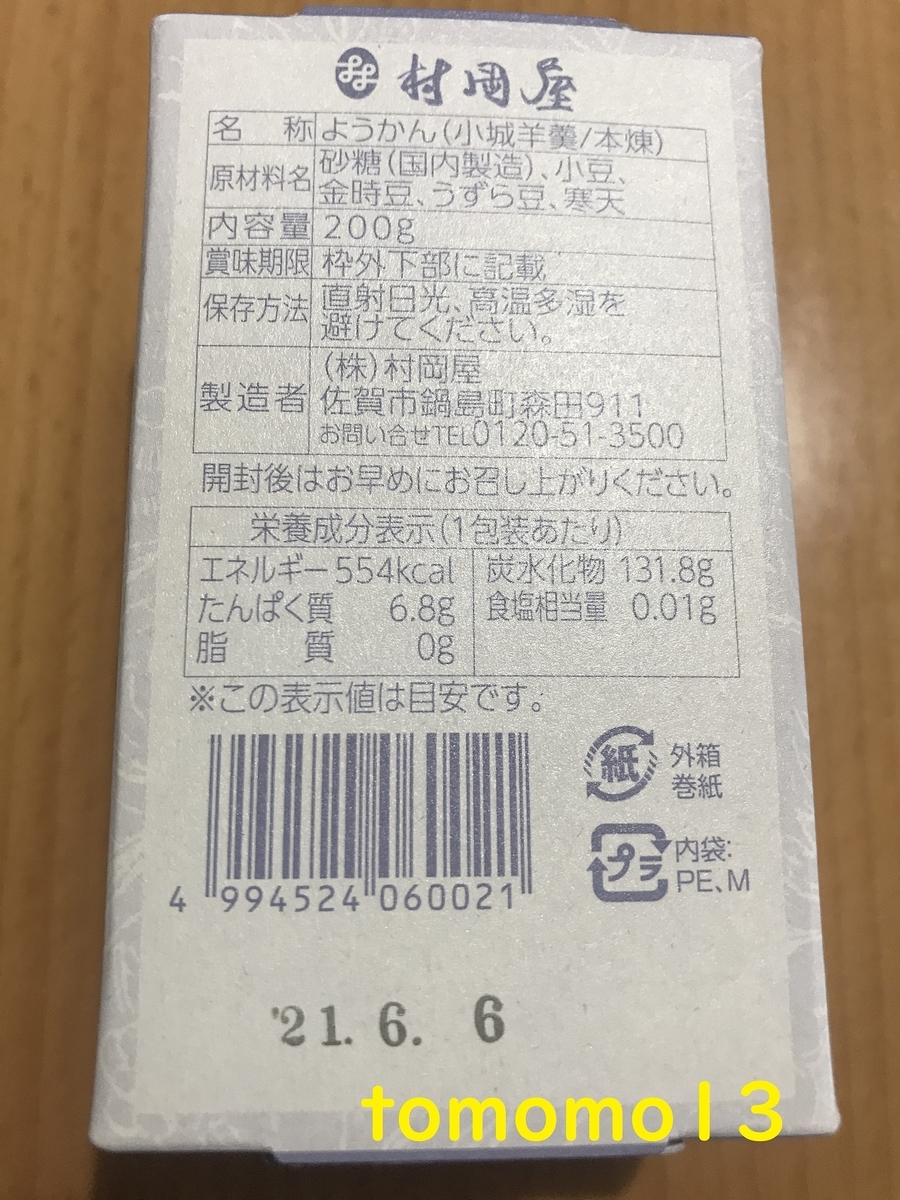 村岡屋
名 称 ようかん(小城羊羹/本煉)
原材料名 砂糖(国内製造)、小豆、
金時豆、うずら豆、寒天
内容量 200g
賞味期限 枠外下部に記載
保存方法 直射日光、高温多湿を
避けてください。
製造者 (株)村岡屋
佐賀市鍋島町森田911
お問い合せTEL0120-51-3500
開封後はお早めにお召し上がりください。
栄養成分表示(1包装あたり)
エネルギー 554kcal 炭水化物 131.8g
たんぱく質 6.8g 食塩相当量 0.01g
脂 質 0g
※この表示値は目安です。
紙 外箱
巻紙
プラ 内袋:
PE、M
4 994524 060021
'21. 6. 6
tomomo13